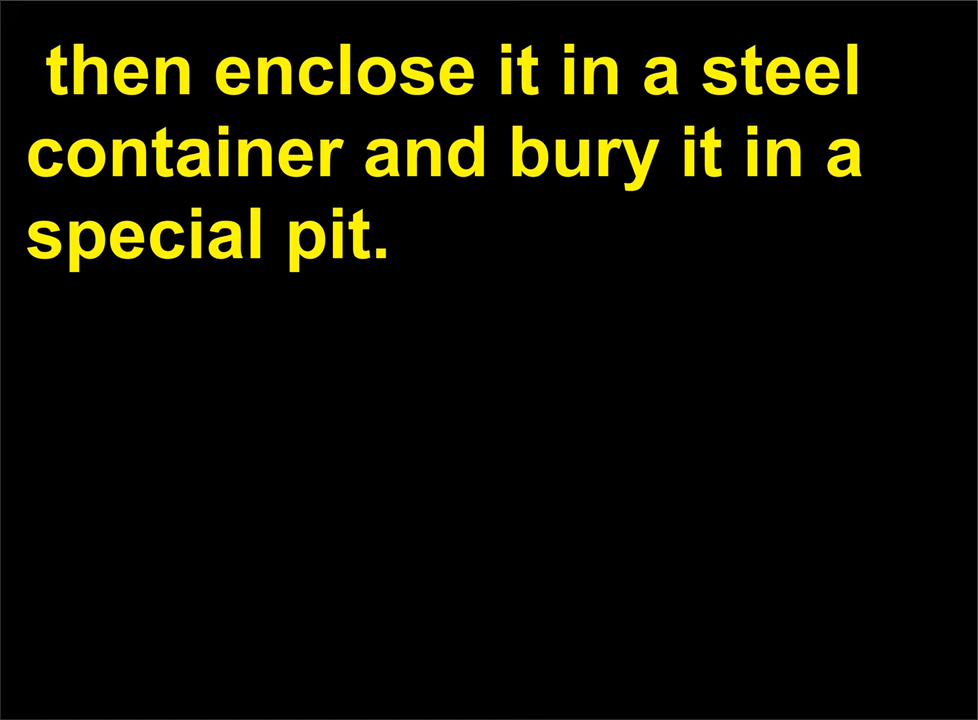 then enclose it in a steel
container and bury it in a
special pit.